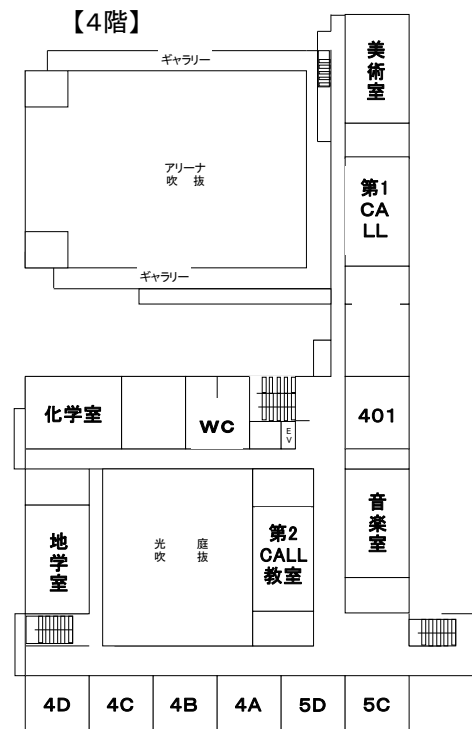 【4階】
ギャラリー
美術室
アリーナ
吹 抜
第1
CA
LL
ギャラリー
化学室
WC
EV
401
地学室
光 庭
吹 抜
第2
CALL
教室
音楽室
4D
4C
4B
4A
5D
5C